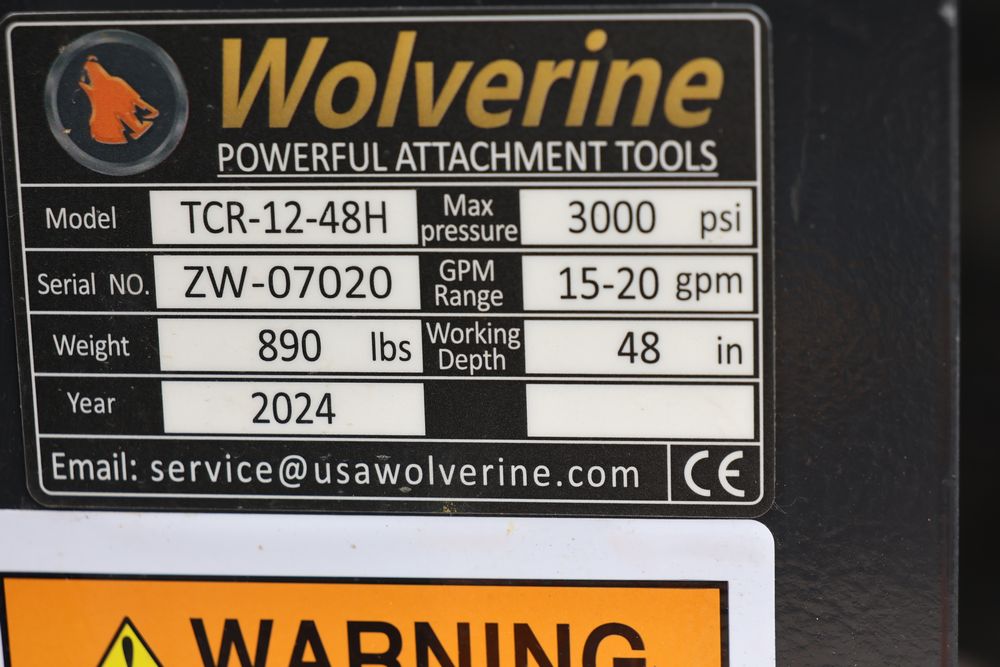 Wolverine
POWERFUL ATTACHMENT TOOLS
Model TCR-12-48H Max pressure 3000 psi
Serial NO. ZW-07020 GPM Range 15-20 gpm
Weight 890 lbs Working Depth 48 in
Year 2024
Email: service@usawolverine.com CE
WARNING